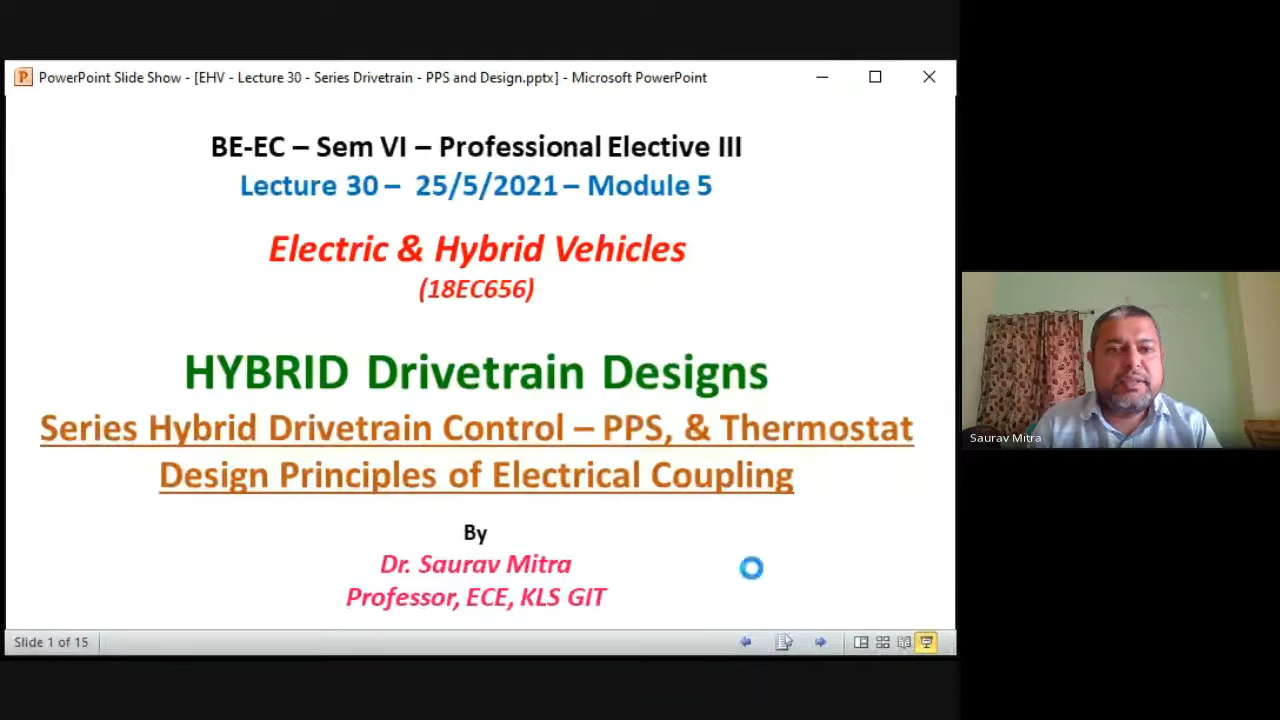 PowerPoint Slide Show - [EHV - Lecture 30 - Series Drivetrain - PPS and Design.pptx] - Microsoft PowerPoint
BE-EC – Sem VI – Professional Elective III
Lecture 30 – 25/5/2021 – Module 5
Electric & Hybrid Vehicles
(18EC656)
HYBRID Drivetrain Designs
Series Hybrid Drivetrain Control – PPS, & Thermostat
Design Principles of Electrical Coupling
By
Dr. Saurav Mitra
Professor, ECE, KLS GIT
Saurav Mitra
Slide 1 of 15